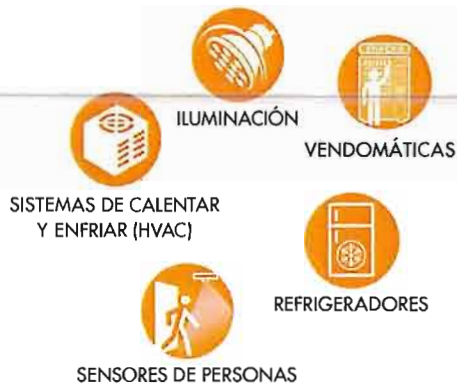 ILUMINACIÓN
VENDOMÁTICAS
SISTEMAS DE CALENTAR
Y ENFRIAR (HVAC)
REFRIGERADORES
SENSORES DE PERSONAS